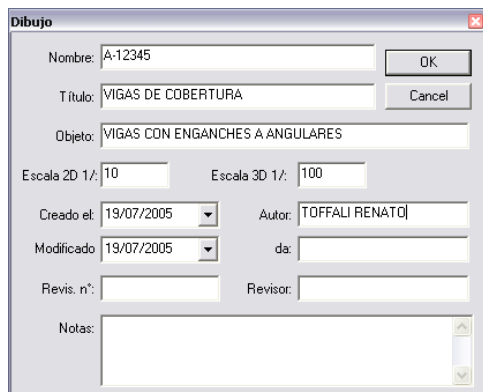 Dibujo
Nombre: A-12345
OK
Título: VIGAS DE COBERTURA
Cancel
Objeto: VIGAS CON ENGANCHES A ANGULARES
Escala 2D 1/: 10 Escala 3D 1/: 100
Creado el: 19/07/2005 Autor: TOFFALI RENATO
Modificado 19/07/2005 da:
Revis. n°: Revisor:
Notas: